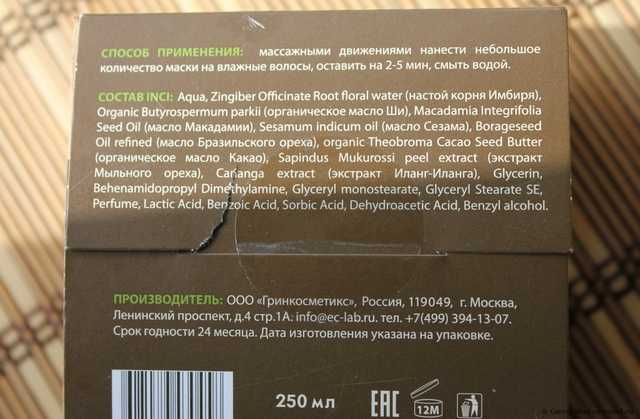 СПОСОБ ПРИМЕНЕНИЯ: массажными движениями нанести небольшое
количество маски на влажные волосы, оставить на 2-5 мин, смыть водой.
СОСТАВ INCI: Aqua, Zingiber Officinate Root floral water (настой корня Имбиря),
Organic Butyrospermum parkii (органическое масло Ши), Macadamia Integrifolia
Seed Oil (масло Макадамии), Sesamum indicum oil (масло Сезама), Borageseed
Oil refined (масло Бразильского ореха), organic Theobroma Cacao Seed Butter
(органическое масло Какао), Sapindus Mukurossi peel extract (экстракт
Мыльного ореха), Cananga extract (экстракт Иланг-Иланга), Glycerin,
Behenamidopropyl Dimethylamine, Glyceryl monostearate, Glyceryl Stearate SE,
Perfume, Lactic Acid, Benzoic Acid, Sorbic Acid, Dehydroacetic Acid, Benzyl alcohol.
ПРОИЗВОДИТЕЛЬ: ООО «Гринкосметикс», Россия, 119049, г. Москва,
Ленинский проспект, д.4 стр.1А: info@ec-lab.ru, тел. +7(499) 394-13-07.
Срок годности 24 месяца. Дата изготовления указана на упаковке.
250 мл
EAC
12M